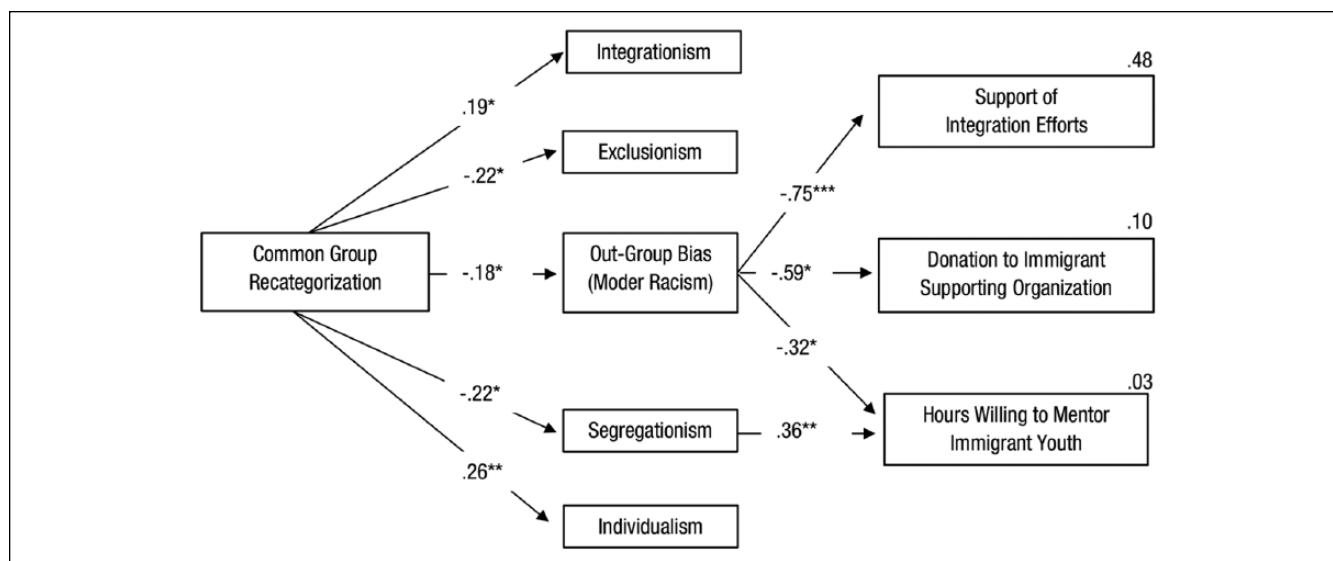 Integrationism
.48
Support of
Integration Efforts
.19*
Exclusionism
-.22*
-.75***
.10
Common Group
Recategorization
-.18*
Out-Group Bias
(Moder Racism)
-.59*
Donation to Immigrant
Supporting Organization
-.32*
.03
-.22*
Segregationism
.36**
Hours Willing to Mentor
Immigrant Youth
.26**
Individualism